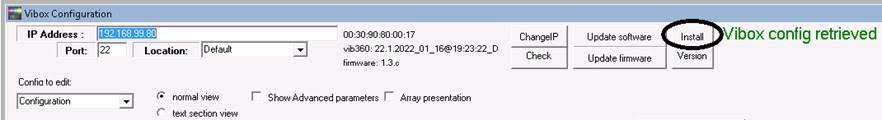 Vibox Configuration
IP Address : 192.168.99.80 00:30:90:80:00:17 ChangeIP Update software Install Vibox config retrieved
Port: 22 Location: Default vib360: 22.1.2022_01_16@19:23:22_D
firmware: 1.3.c Check Update firmware Version
Config to edit:
Configuration normal view Show Advanced parameters Array presentation
text section view